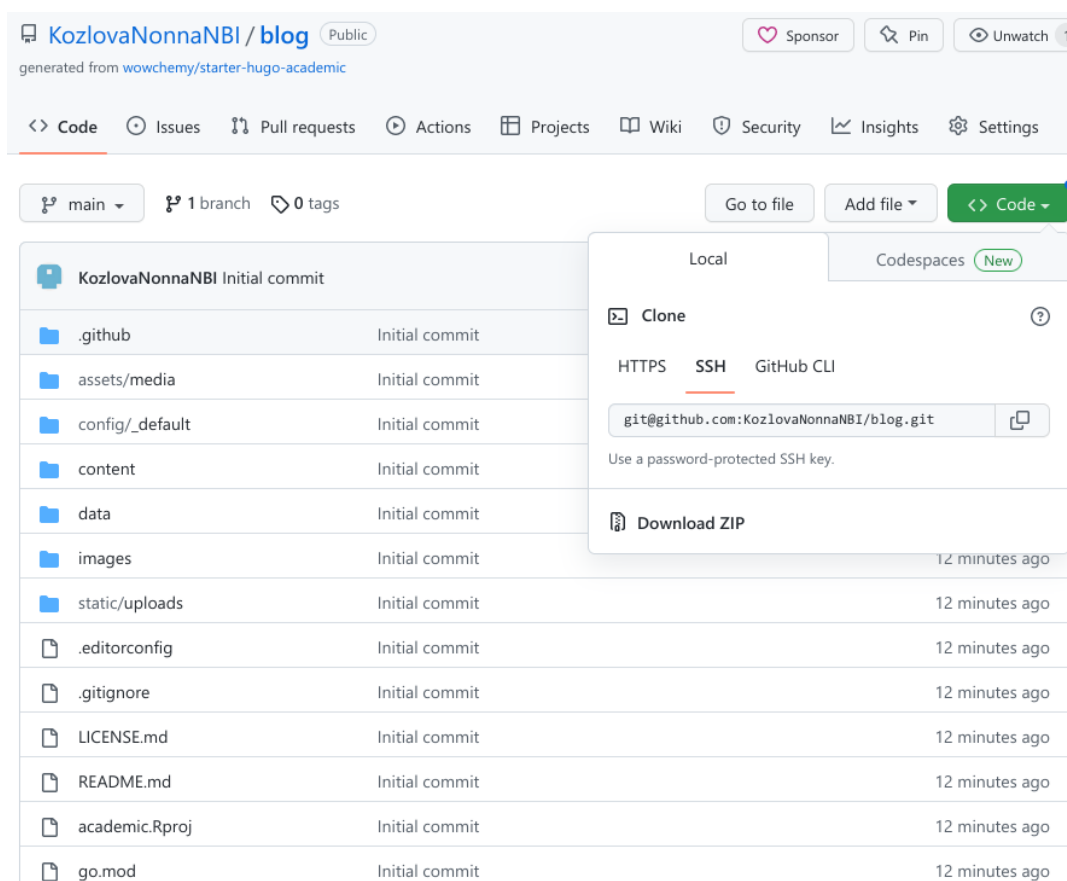 KozlovaNonnaNBI / blog Public Sponsor Pin Unwatch
generated from wowchemy/starter-hugo-academic
<> Code Issues Pull requests Actions Projects Wiki Security Insights Settings
main 1 branch 0 tags Go to file Add file <> Code
Local Codespaces New
KozlovaNonnaNBI Initial commit
Clone
.github Initial commit
HTTPS SSH GitHub CLI
assets/media Initial commit
git@github.com:KozlovaNonnaNBI/blog.git
config/_default Initial commit
Use a password-protected SSH key.
content Initial commit
data Initial commit
Download ZIP
images Initial commit 12 minutes ago
static/uploads Initial commit 12 minutes ago
.editorconfig Initial commit 12 minutes ago
.gitignore Initial commit 12 minutes ago
LICENSE.md Initial commit 12 minutes ago
README.md Initial commit 12 minutes ago
academic.Rproj Initial commit 12 minutes ago
go.mod Initial commit 12 minutes ago